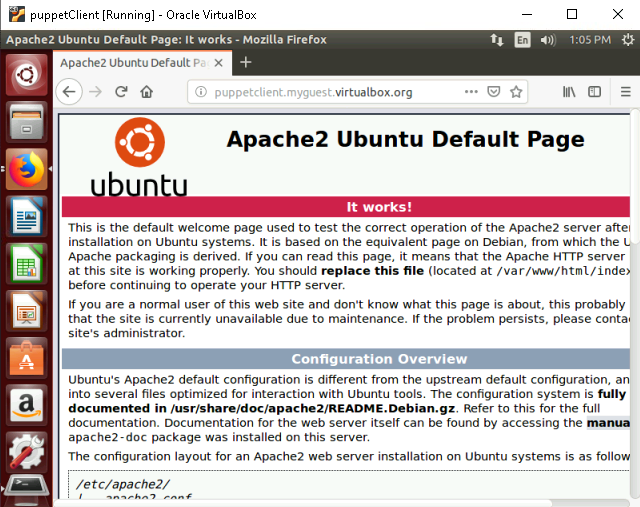 puppetClient [Running] - Oracle VirtualBox
Apache2 Ubuntu Default Page: It works - Mozilla Firefox
En
1:05 PM
Apache2 Ubuntu Default Pa
puppetclient.myguest.virtualbox.org
ubuntu
Apache2 Ubuntu Default Page
It works!
This is the default welcome page used to test the correct operation of the Apache2 server after
installation on Ubuntu systems. It is based on the equivalent page on Debian, from which the U
Apache packaging is derived. If you can read this page, it means that the Apache HTTP server
at this site is working properly. You should replace this file (located at /var/www/html/index
before continuing to operate your HTTP server.
If you are a normal user of this web site and don't know what this page is about, this probably
that the site is currently unavailable due to maintenance. If the problem persists, please contac
site's administrator.
Configuration Overview
Ubuntu's Apache2 default configuration is different from the upstream default configuration, an
into several files optimized for interaction with Ubuntu tools. The configuration system is fully
documented in /usr/share/doc/apache2/README.Debian.gz. Refer to this for the full
documentation. Documentation for the web server itself can be found by accessing the manua
apache2-doc package was installed on this server.
The configuration layout for an Apache2 web server installation on Ubuntu systems is as follow
/etc/apache2/
|-- apache2.conf